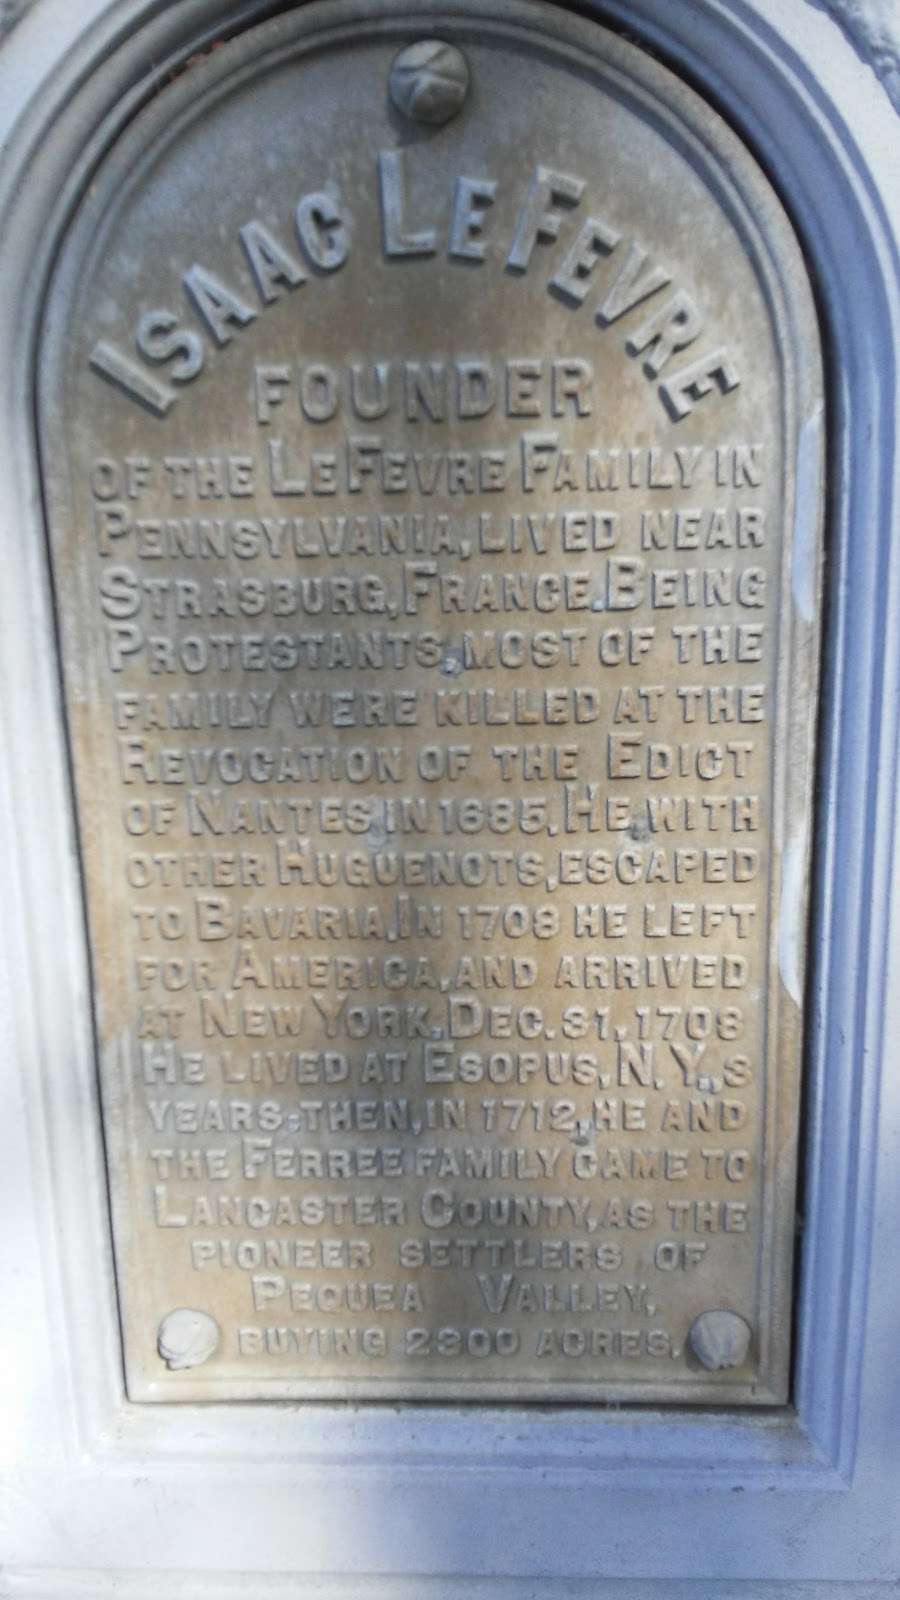 ISAAC LEFEVRE
FOUNDER
OF THE LEFEVRE FAMILY IN
PENNSYLVANIA, LIVED NEAR
STRASBURG, FRANCE. BEING
PROTESTANTS, MOST OF THE
FAMILY WERE KILLED AT THE
REVOCATION OF THE EDICT
OF NANTES IN 1685, HE, WITH
OTHER HUGUENOTS, ESCAPED
TO BAVARIA. IN 1708 HE LEFT
FOR AMERICA, AND ARRIVED
AT NEW YORK, DEC. 31, 1708
HE LIVED AT ESOPUS, N. Y., 3
YEARS; THEN, IN 1712, HE AND
THE FERREE FAMILY CAME TO
LANCASTER COUNTY, AS THE
PIONEER SETTLERS OF
PEQUEA VALLEY,
BUYING 2300 ACRES.